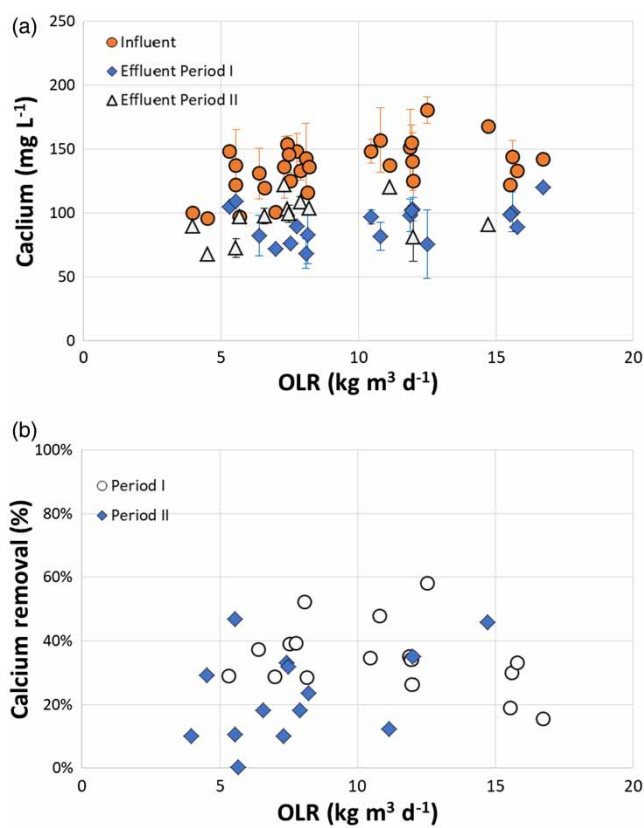 (a)
250
200
150
100
50
0
Caclium (mg L-1)
Influent
Effluent Period I
Effluent Period II
0 5 10 15 20
OLR (kg m3 d-1)
(b)
100%
80%
60%
40%
20%
0%
Calcium removal (%)
Period I
Period II
0 5 10 15 20
OLR (kg m3 d-1)